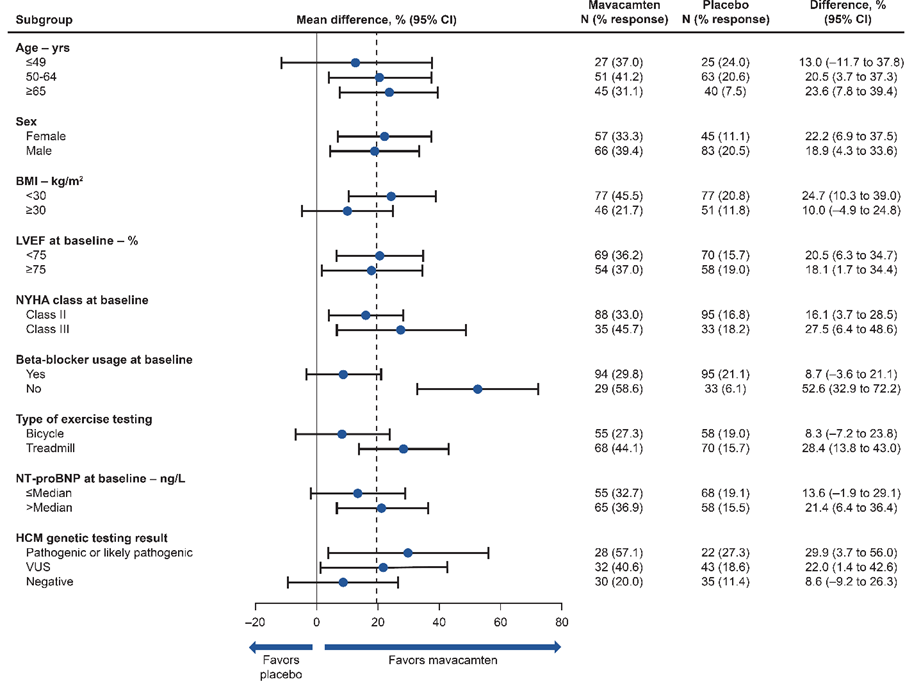 Subgroup Mean difference, % (95% CI) Mavacamten N (% response) Placebo N (% response) Difference, % (95% CI)
Age – yrs
≤49 27 (37.0) 25 (24.0) 13.0 (–11.7 to 37.8)
50-64 51 (41.2) 63 (20.6) 20.5 (3.7 to 37.3)
≥65 45 (31.1) 40 (7.5) 23.6 (7.8 to 39.4)
Sex
Female 57 (33.3) 45 (11.1) 22.2 (6.9 to 37.5)
Male 66 (39.4) 83 (20.5) 18.9 (4.3 to 33.6)
BMI – kg/m²
<30 77 (45.5) 77 (20.8) 24.7 (10.3 to 39.0)
≥30 46 (21.7) 51 (11.8) 10.0 (–4.9 to 24.8)
LVEF at baseline – %
<75 69 (36.2) 70 (15.7) 20.5 (6.3 to 34.7)
≥75 54 (37.0) 58 (19.0) 18.1 (1.7 to 34.4)
NYHA class at baseline
Class II 88 (33.0) 95 (16.8) 16.1 (3.7 to 28.5)
Class III 35 (45.7) 33 (18.2) 27.5 (6.4 to 48.6)
Beta-blocker usage at baseline
Yes 94 (29.8) 95 (21.1) 8.7 (–3.6 to 21.1)
No 29 (58.6) 33 (6.1) 52.6 (32.9 to 72.2)
Type of exercise testing
Bicycle 55 (27.3) 58 (19.0) 8.3 (–7.2 to 23.8)
Treadmill 68 (44.1) 70 (15.7) 28.4 (13.8 to 43.0)
NT-proBNP at baseline – ng/L
≤Median 55 (32.7) 68 (19.1) 13.6 (–1.9 to 29.1)
>Median 65 (36.9) 58 (15.5) 21.4 (6.4 to 36.4)
HCM genetic testing result
Pathogenic or likely pathogenic 28 (57.1) 22 (27.3) 29.9 (3.7 to 56.0)
VUS 32 (40.6) 43 (18.6) 22.0 (1.4 to 42.6)
Negative 30 (20.0) 35 (11.4) 8.6 (–9.2 to 26.3)
–20 0 20 40 60 80
Favors placebo Favors mavacamten